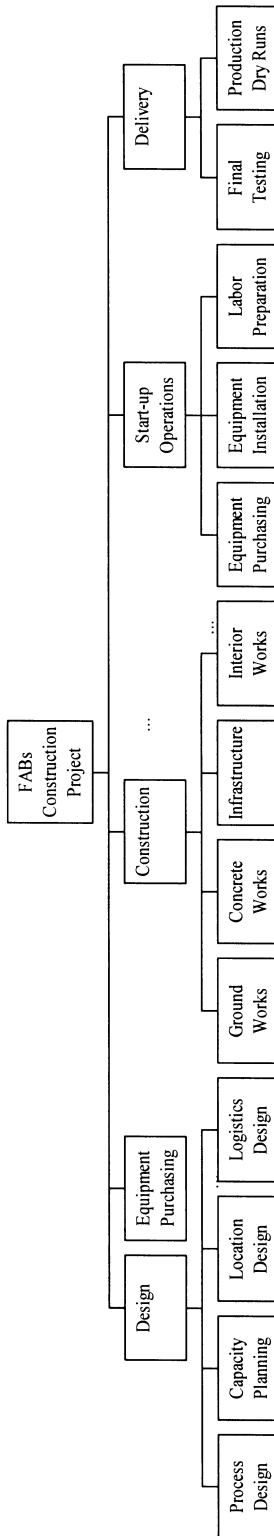 FABs
Construction
Project
Design
Equipment
Purchasing
Construction
...
Start-up
Operations
Delivery
Process
Design
Capacity
Planning
Location
Design
Logistics
Design
Ground
Works
Concrete
Works
Infrastructure
Interior
Works
...
Equipment
Purchasing
Equipment
Installation
Labor
Preparation
Final
Testing
Production
Dry Runs